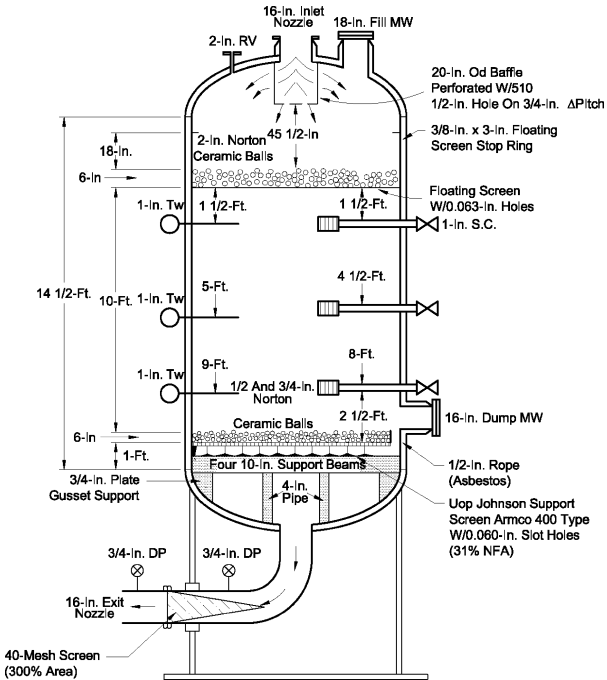 16-In. Inlet
Nozzle
18-In. Fill MW
2-In. RV
20-In. Od Baffle
Perforated W/510
1/2-In. Hole On 3/4-In. ΔPitch
45 1/2-In
2-In. Norton
Ceramic Balls
18-In.
3/8-In. x 3-In. Floating
Screen Stop Ring
6-In
Floating Screen
W/0.063-In. Holes
1-In. Tw
1 1/2-Ft.
1 1/2-Ft.
1-In. S.C.
14 1/2-Ft.
10-Ft.
5-Ft.
4 1/2-Ft.
1-In. Tw
9-Ft.
8-Ft.
1-In. Tw
1/2 And 3/4-In.
Norton
2 1/2-Ft.
16-In. Dump MW
Ceramic Balls
6-In
1-Ft.
Four 10-In. Support Beams
1/2-In. Rope
(Asbestos)
3/4-In. Plate
Gusset Support
4-In.
Pipe
Uop Johnson Support
Screen Armco 400 Type
W/0.060-In. Slot Holes
(31% NFA)
3/4-In. DP
3/4-In. DP
16-In. Exit
Nozzle
40-Mesh Screen
(300% Area)